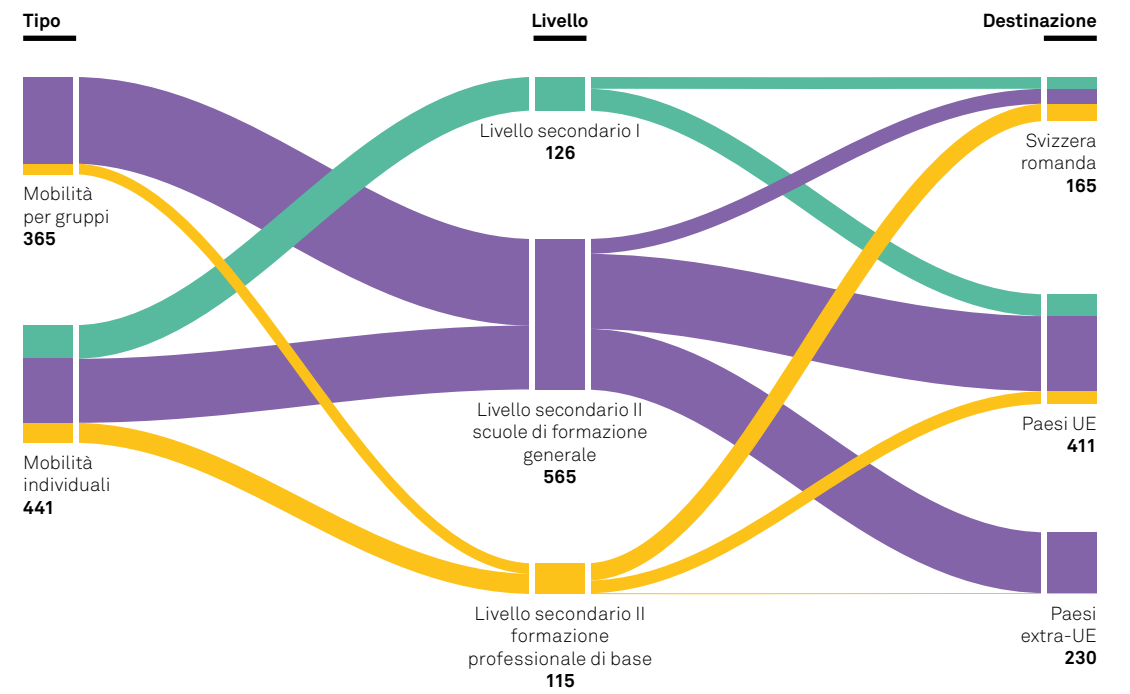 Tipo
Livello
Destinazione
Mobilità
per gruppi
365
Mobilità
individuali
441
Livello secondario I
126
Livello secondario II
scuole di formazione
generale
565
Livello secondario II
formazione
professionale di base
115
Svizzera
romanda
165
Paesi UE
411
Paesi
extra-UE
230